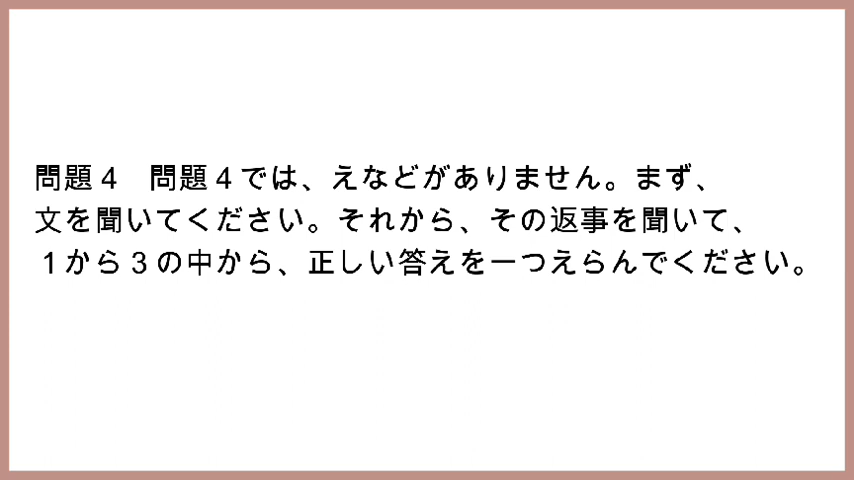 問題４　問題４では、えなどがありません。まず、
文を聞いてください。それから、その返事を聞いて、
１から３の中から、正しい答えを一つえらんでください。